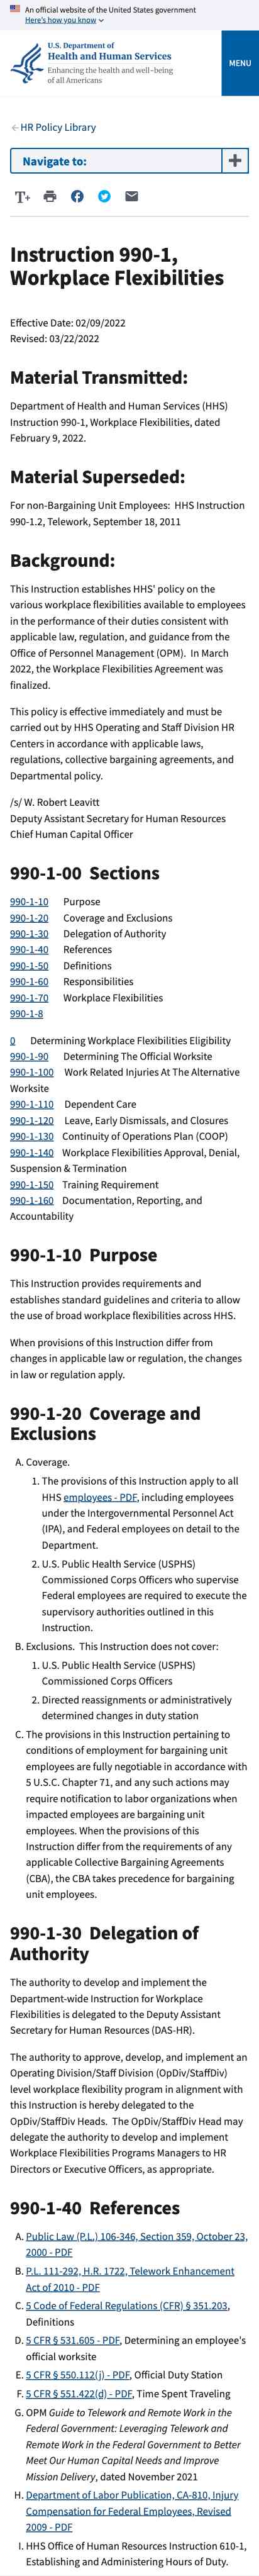 An official website of the United States government
Here's how you know
U.S. Department of
Health and Human Services
Enhancing the health and well-being
of all Americans
MENU
HR Policy Library
Navigate to:
T+
Instruction 990-1,
Workplace Flexibilities
Effective Date: 02/09/2022
Revised: 03/22/2022
Material Transmitted:
Department of Health and Human Services (HHS)
Instruction 990-1, Workplace Flexibilities, dated
February 9, 2022.
Material Superseded:
For non-Bargaining Unit Employees:  HHS Instruction
990-1.2, Telework, September 18, 2011
Background:
This Instruction establishes HHS' policy on the
various workplace flexibilities available to employees
in the performance of their duties consistent with
applicable law, regulation, and guidance from the
Office of Personnel Management (OPM).  In March
2022, the Workplace Flexibilities Agreement was
finalized.
This policy is effective immediately and must be
carried out by HHS Operating and Staff Division HR
Centers in accordance with applicable laws,
regulations, collective bargaining agreements, and
Departmental policy.
/s/ W. Robert Leavitt
Deputy Assistant Secretary for Human Resources
Chief Human Capital Officer
990-1-00  Sections
990-1-10 Purpose
990-1-20 Coverage and Exclusions
990-1-30 Delegation of Authority
990-1-40 References
990-1-50 Definitions
990-1-60 Responsibilities
990-1-70 Workplace Flexibilities
990-1-8
0 Determining Workplace Flexibilities Eligibility
990-1-90 Determining The Official Worksite
990-1-100 Work Related Injuries At The Alternative
Worksite
990-1-110 Dependent Care
990-1-120 Leave, Early Dismissals, and Closures
990-1-130 Continuity of Operations Plan (COOP)
990-1-140 Workplace Flexibilities Approval, Denial,
Suspension & Termination
990-1-150 Training Requirement
990-1-160 Documentation, Reporting, and
Accountability
990-1-10  Purpose
This Instruction provides requirements and
establishes standard guidelines and criteria to allow
the use of broad workplace flexibilities across HHS.
When provisions of this Instruction differ from
changes in applicable law or regulation, the changes
in law or regulation apply.
990-1-20  Coverage and
Exclusions
A. Coverage.
1. The provisions of this Instruction apply to all
HHS employees - PDF, including employees
under the Intergovernmental Personnel Act
(IPA), and Federal employees on detail to the
Department.
2. U.S. Public Health Service (USPHS)
Commissioned Corps Officers who supervise
Federal employees are required to execute the
supervisory authorities outlined in this
Instruction.
B. Exclusions.  This Instruction does not cover:
1. U.S. Public Health Service (USPHS)
Commissioned Corps Officers
2. Directed reassignments or administratively
determined changes in duty station
C. The provisions in this Instruction pertaining to
conditions of employment for bargaining unit
employees are fully negotiable in accordance with
5 U.S.C. Chapter 71, and any such actions may
require notification to labor organizations when
impacted employees are bargaining unit
employees. When the provisions of this
Instruction differ from the requirements of any
applicable Collective Bargaining Agreements
(CBA), the CBA takes precedence for bargaining
unit employees.
990-1-30  Delegation of
Authority
The authority to develop and implement the
Department-wide Instruction for Workplace
Flexibilities is delegated to the Deputy Assistant
Secretary for Human Resources (DAS-HR).
The authority to approve, develop, and implement an
Operating Division/Staff Division (OpDiv/StaffDiv)
level workplace flexibility program in alignment with
this Instruction is hereby delegated to the
OpDiv/StaffDiv Heads.  The OpDiv/StaffDiv Head may
delegate the authority to develop and implement
Workplace Flexibilities Programs Managers to HR
Directors or Executive Officers, as appropriate.
990-1-40  References
A. Public Law (P.L.) 106-346, Section 359, October 23,
2000 - PDF
B. P.L. 111-292, H.R. 1722, Telework Enhancement
Act of 2010 - PDF
C. 5 Code of Federal Regulations (CFR) § 351.203,
Definitions
D. 5 CFR § 531.605 - PDF, Determining an employee's
official worksite
E. 5 CFR § 550.112(j) - PDF, Official Duty Station
F. 5 CFR § 551.422(d) - PDF, Time Spent Traveling
G. OPM Guide to Telework and Remote Work in the
Federal Government: Leveraging Telework and
Remote Work in the Federal Government to Better
Meet Our Human Capital Needs and Improve
Mission Delivery, dated November 2021
H. Department of Labor Publication, CA-810, Injury
Compensation for Federal Employees, Revised
2009 - PDF
I. HHS Office of Human Resources Instruction 610-1,
Establishing and Administering Hours of Duty.